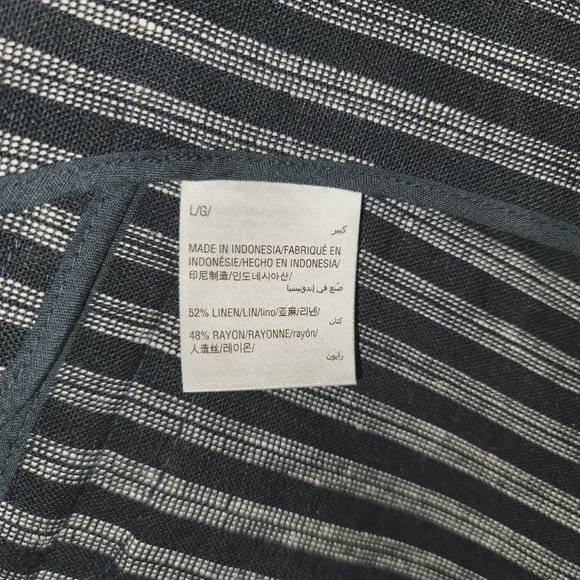 L/G/
كبير
MADE IN INDONESIA/FABRIQUÉ EN
INDONÉSIE/HECHO EN INDONESIA/
印尼制造/인도네시아산/
صُنع في إندونيسيا
52% LINEN/LIN/lino/亚麻/리넨/
كتان
48% RAYON/RAYONNE/rayón/
人造丝/레이온/
رايون